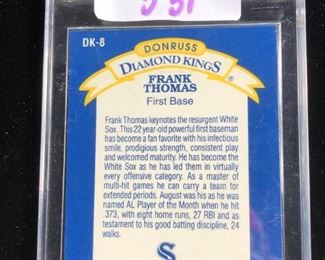 DK-8
DONRUSS
DIAMOND KINGS®
FRANK
THOMAS
First Base
Frank Thomas keynotes the resurgent White
Sox. This 22 year-old powerful first baseman
has become a fan favorite with his infectious
smile, prodigious strength, consistent play
and welcomed maturity. He has become the
White Sox as he has led them in virtually
every offensive category. As a master of
multi-hit games he can carry a team for
extended periods. August was his as he was
named AL Player of the Month when he hit
.373, with eight home runs, 27 RBI and as
testament to his good batting discipline, 24
walks.